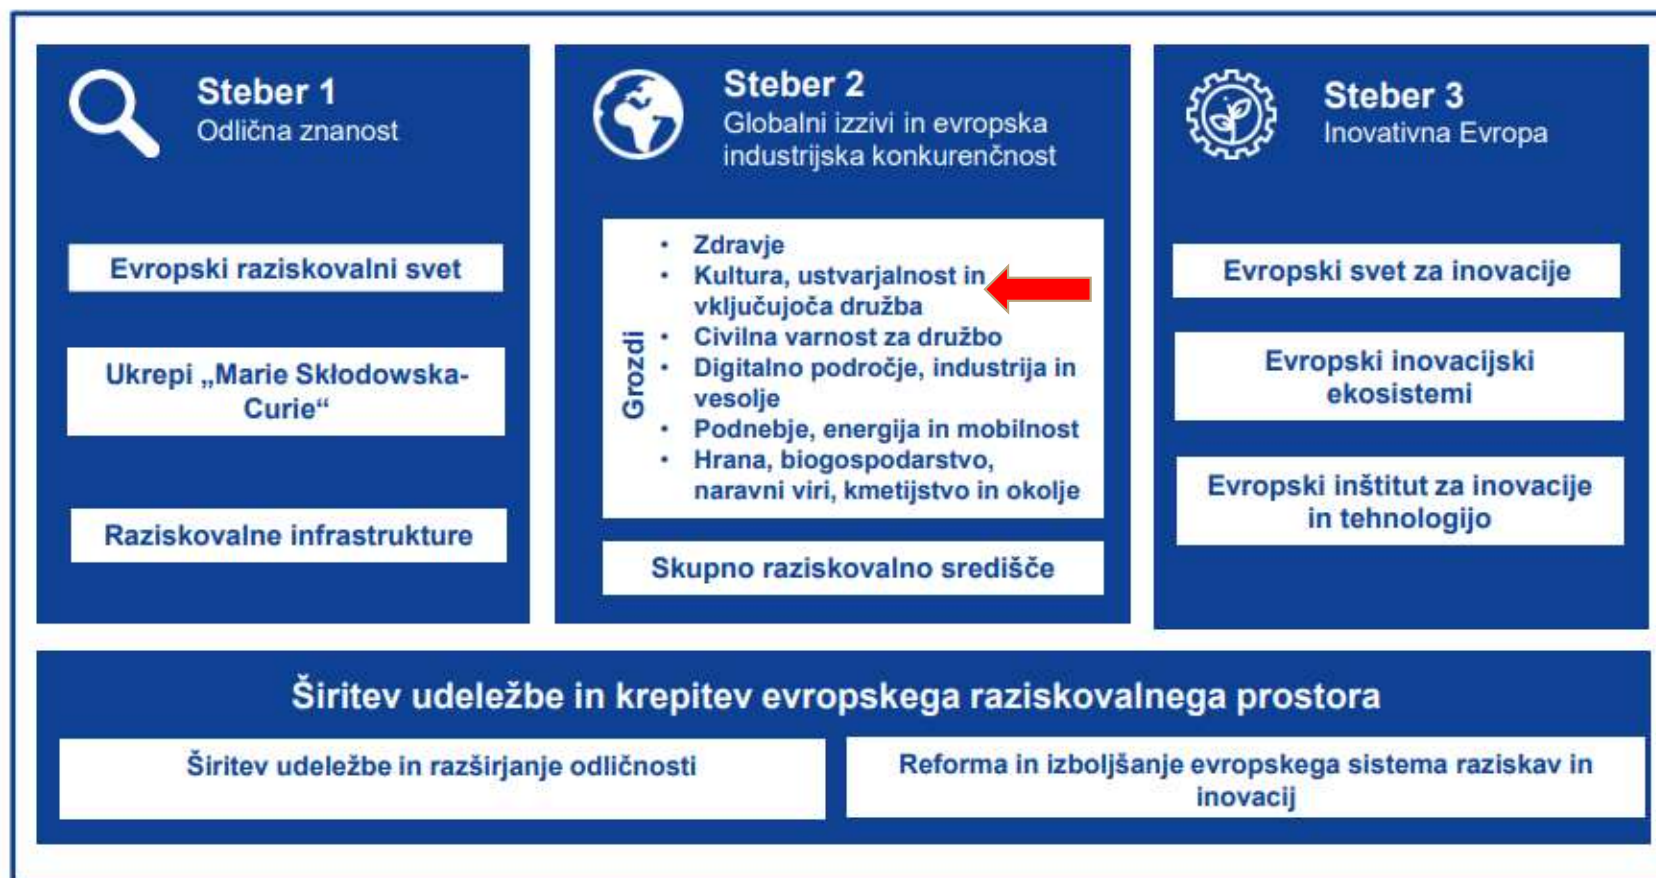 Steber 1
Odlična znanost
Evropski raziskovalni svet
Ukrepi „Marie Skłodowska-
Curie“
Raziskovalne infrastrukture
Steber 2
Globalni izzivi in evropska
industrijska konkurenčnost
Grozdi
• Zdravje
• Kultura, ustvarjalnost in
vključujoča družba
• Civilna varnost za družbo
• Digitalno področje, industrija in
vesolje
• Podnebje, energija in mobilnost
• Hrana, biogospodarstvo,
naravni viri, kmetijstvo in okolje
Skupno raziskovalno središče
Steber 3
Inovativna Evropa
Evropski svet za inovacije
Evropski inovacijski
ekosistemi
Evropski inštitut za inovacije
in tehnologijo
Širitev udeležbe in krepitev evropskega raziskovalnega prostora
Širitev udeležbe in razširjanje odličnosti
Reforma in izboljšanje evropskega sistema raziskav in
inovacij